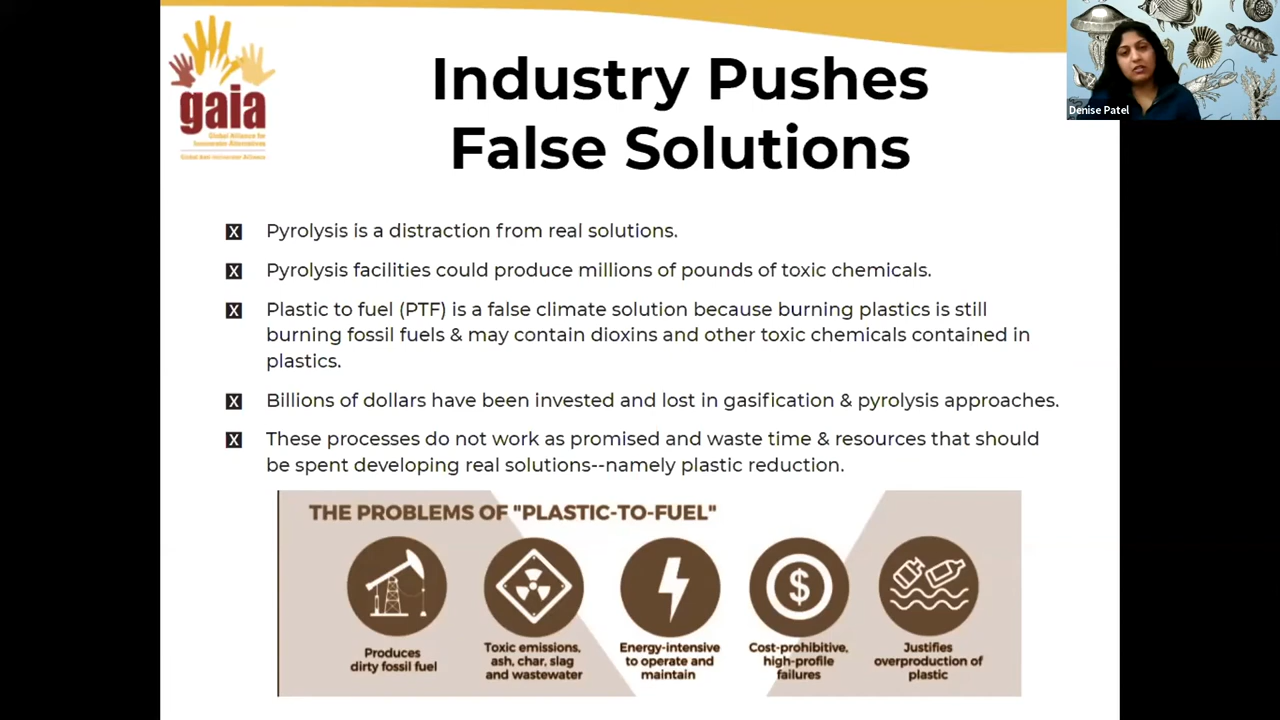 gaia
Global Alliance for
Incinerator Alternatives
Global Anti-Incinerator Alliance
Industry Pushes
False Solutions
Denise Patel
X Pyrolysis is a distraction from real solutions.
X Pyrolysis facilities could produce millions of pounds of toxic chemicals.
X Plastic to fuel (PTF) is a false climate solution because burning plastics is still
burning fossil fuels & may contain dioxins and other toxic chemicals contained in
plastics.
X Billions of dollars have been invested and lost in gasification & pyrolysis approaches.
X These processes do not work as promised and waste time & resources that should
be spent developing real solutions--namely plastic reduction.
THE PROBLEMS OF "PLASTIC-TO-FUEL"
Produces
dirty fossil fuel
Toxic emissions,
ash, char, slag
and wastewater
Energy-intensive
to operate and
maintain
$
Cost-prohibitive,
high-profile
failures
Justifies
overproduction of
plastic